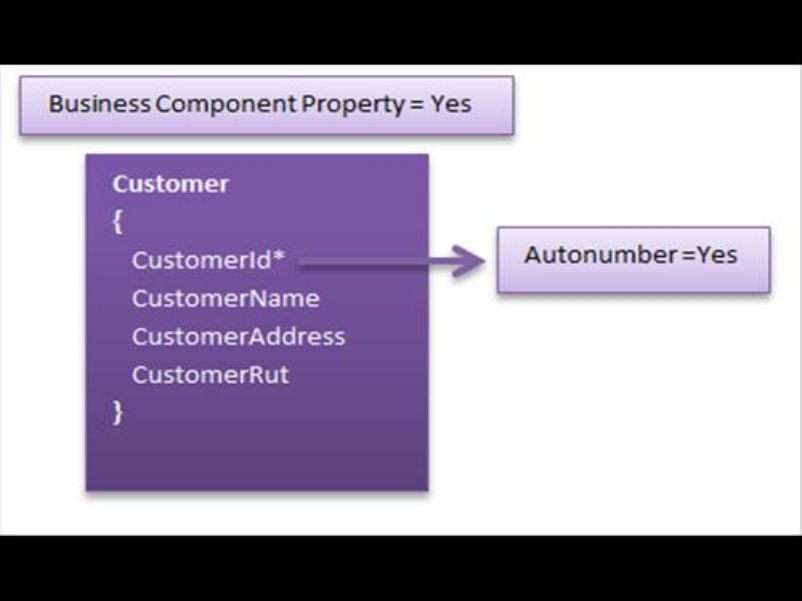 Business Component Property = Yes
Customer
{
CustomerId*
Autonumber =Yes
CustomerName
CustomerAddress
CustomerRut
}